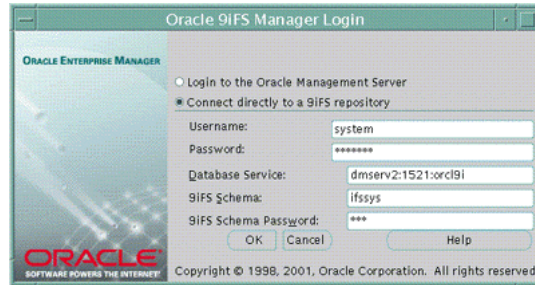 Oracle 9iFS Manager Login
ORACLE ENTERPRISE MANAGER
Login to the Oracle Management Server
Connect directly to a 9iFS repository
Username: system
Password: *******
Database Service: dmserv2:1521:orcl9i
9iFS Schema: ifssys
9iFS Schema Password: ***
OK Cancel Help
ORACLE
SOFTWARE POWERS THE INTERNET
Copyright © 1998, 2001, Oracle Corporation. All rights reserved